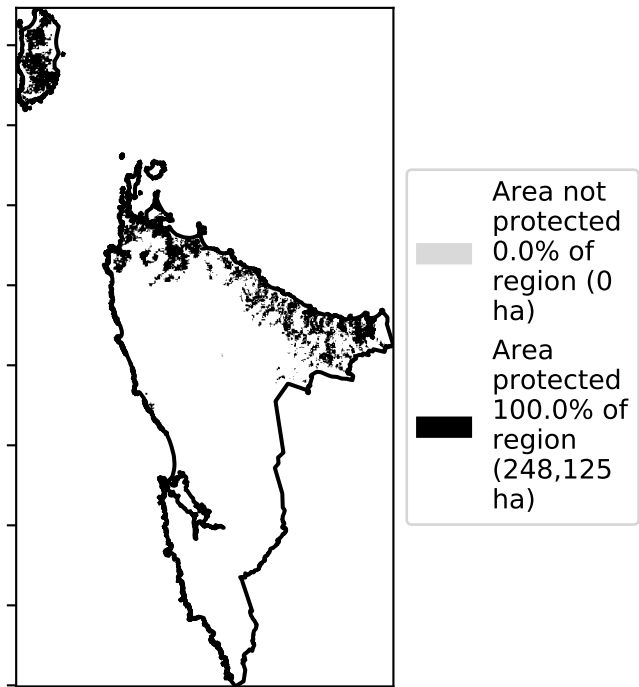 Area not
protected
0.0% of
region (0
ha)
Area
protected
100.0% of
region
(248,125
ha)